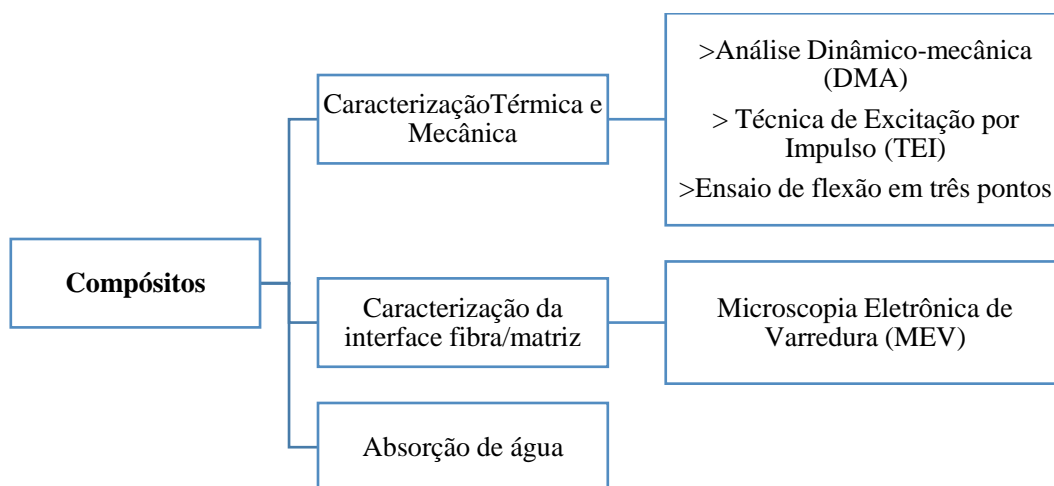 Compósitos
CaracterizaçãoTérmica e
Mecânica
>Análise Dinâmico-mecânica
(DMA)
> Técnica de Excitação por
Impulso (TEI)
>Ensaio de flexão em três pontos
Caracterização da
interface fibra/matriz
Microscopia Eletrônica de
Varredura (MEV)
Absorção de água